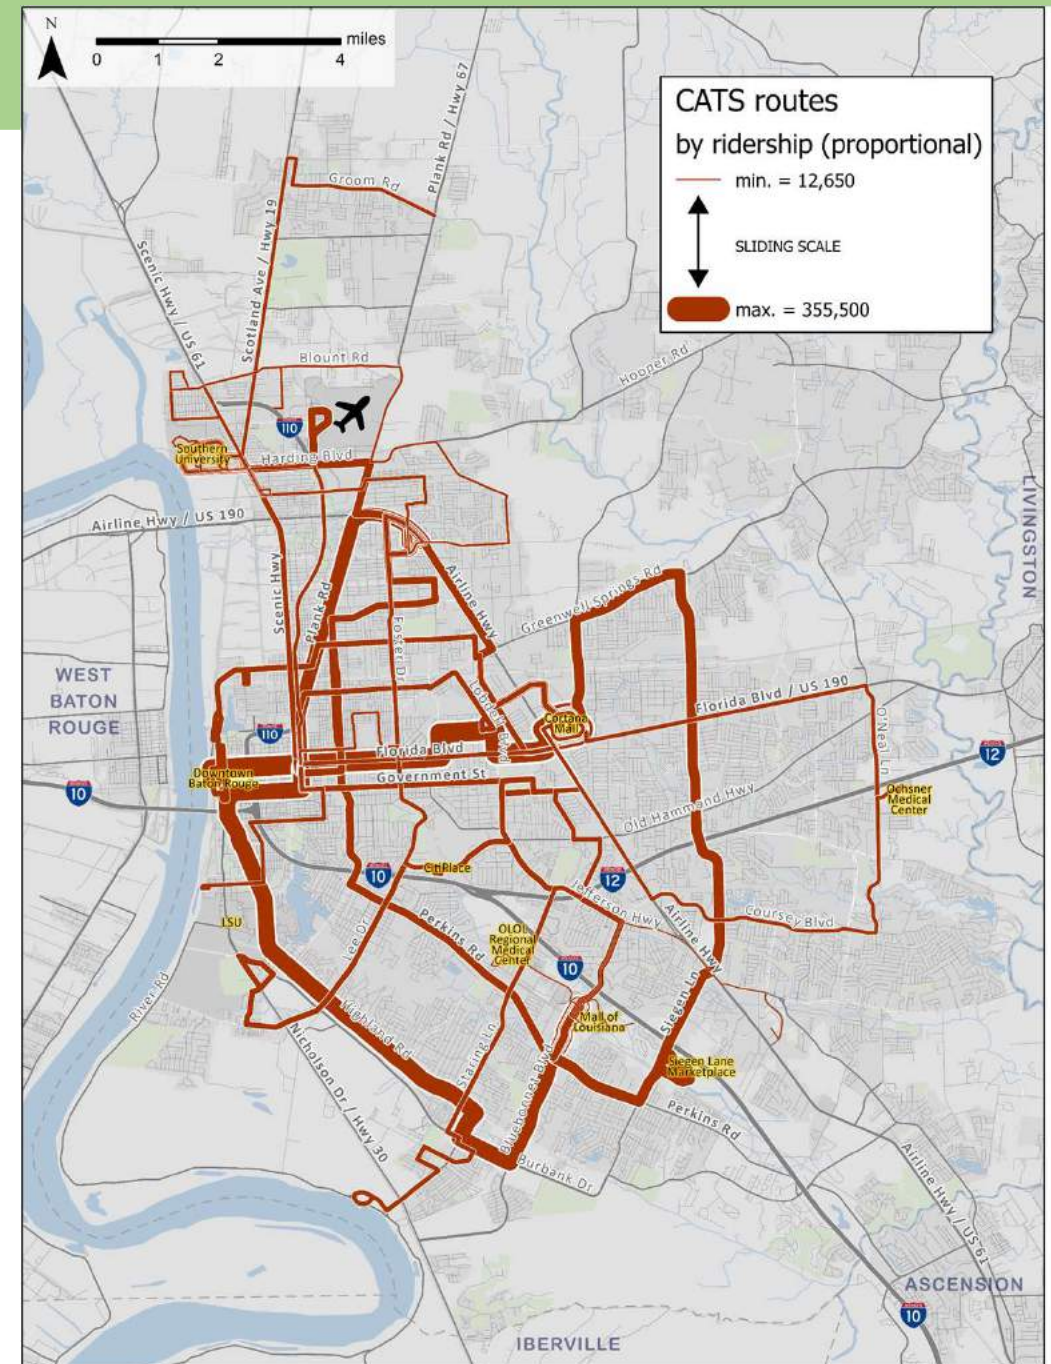 N
miles
0 1 2 4
CATS routes
by ridership (proportional)
min. = 12,650
SLIDING SCALE
max. = 355,500
Plank Rd / Hwy 67
Groom Rd
Scotland Ave / Hwy 19
Scenic Hwy / US 61
Blount Rd
Hooper Rd
110
Southern
University
Harding Blvd
LIVINGSTON
Airline Hwy / US 190
Scenic Hwy
Plank Rd
Airline Hwy
Greenwell Springs Rd
Foster Dr
WEST
BATON
ROUGE
Lobdell Blvd
Florida Blvd / US 190
Cortana
Mall
O'Neal Ln
110
Florida Blvd
12
Downtown
Baton Rouge
Government St
10
Old Hammond Hwy
Ochsner
Medical
Center
CitiPlace
10
12
Jefferson Hwy
LSU
Perkins Rd
Airline Hwy
Coursey Blvd
OLOL
Regional
Medical
Center
Lee Dr
10
River Rd
Highland Rd
Siegen Ln
Mall of
Louisiana
Nicholson Dr / Hwy 30
Staring Ln
Siegen Lane
Marketplace
Bluebonnet Blvd
Perkins Rd
Burbank Dr
Airline Hwy / US 61
ASCENSION
10
IBERVILLE